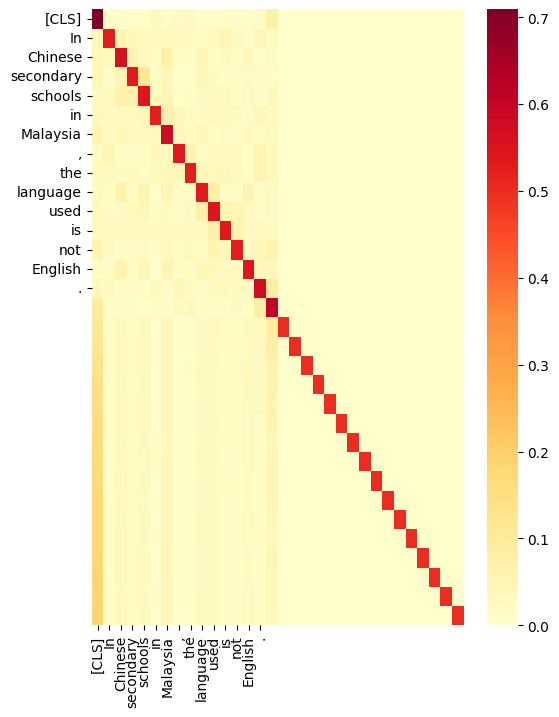 [CLS]
In
Chinese
secondary
schools
in
Malaysia
,
the
language
used
is
not
English
.
0.7
0.6
0.5
0.4
0.3
0.2
0.1
0.0
[CLS]
In
Chinese
secondary
schools
in
Malaysia
,
the
language
used
is
not
English
.